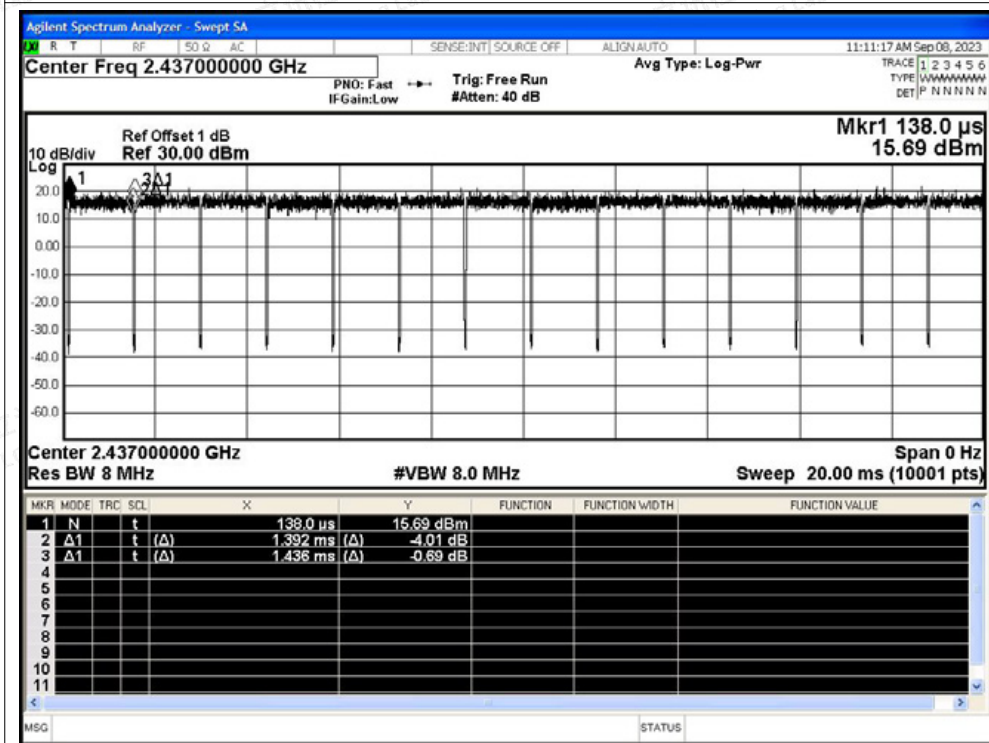 Agilent Spectrum Analyzer - Swept SA
R T RF 50 Ω AC SENSE:INT SOURCE OFF ALIGN AUTO 11:11:17 AM Sep 08, 2023
Center Freq 2.437000000 GHz Avg Type: Log-Pwr TRACE 1 2 3 4 5 6
PNO: Fast Trig: Free Run TYPE WWWWWW
IFGain:Low #Atten: 40 dB DET P N N N N N
Mkr1 138.0 µs
Ref Offset 1 dB
10 dB/div Ref 30.00 dBm 15.69 dBm
Log
1 3Δ1
2Δ1
20.0
10.0
0.00
-10.0
-20.0
-30.0
-40.0
-50.0
-60.0
Center 2.437000000 GHz Span 0 Hz
Res BW 8 MHz #VBW 8.0 MHz Sweep 20.00 ms (10001 pts)
MKR MODE TRC SCL X Y FUNCTION FUNCTION WIDTH FUNCTION VALUE
1 N t 138.0 µs 15.69 dBm
2 Δ1 t (Δ) 1.392 ms (Δ) -4.01 dB
3 Δ1 t (Δ) 1.436 ms (Δ) -0.69 dB
4
5
6
7
8
9
10
11
MSG STATUS